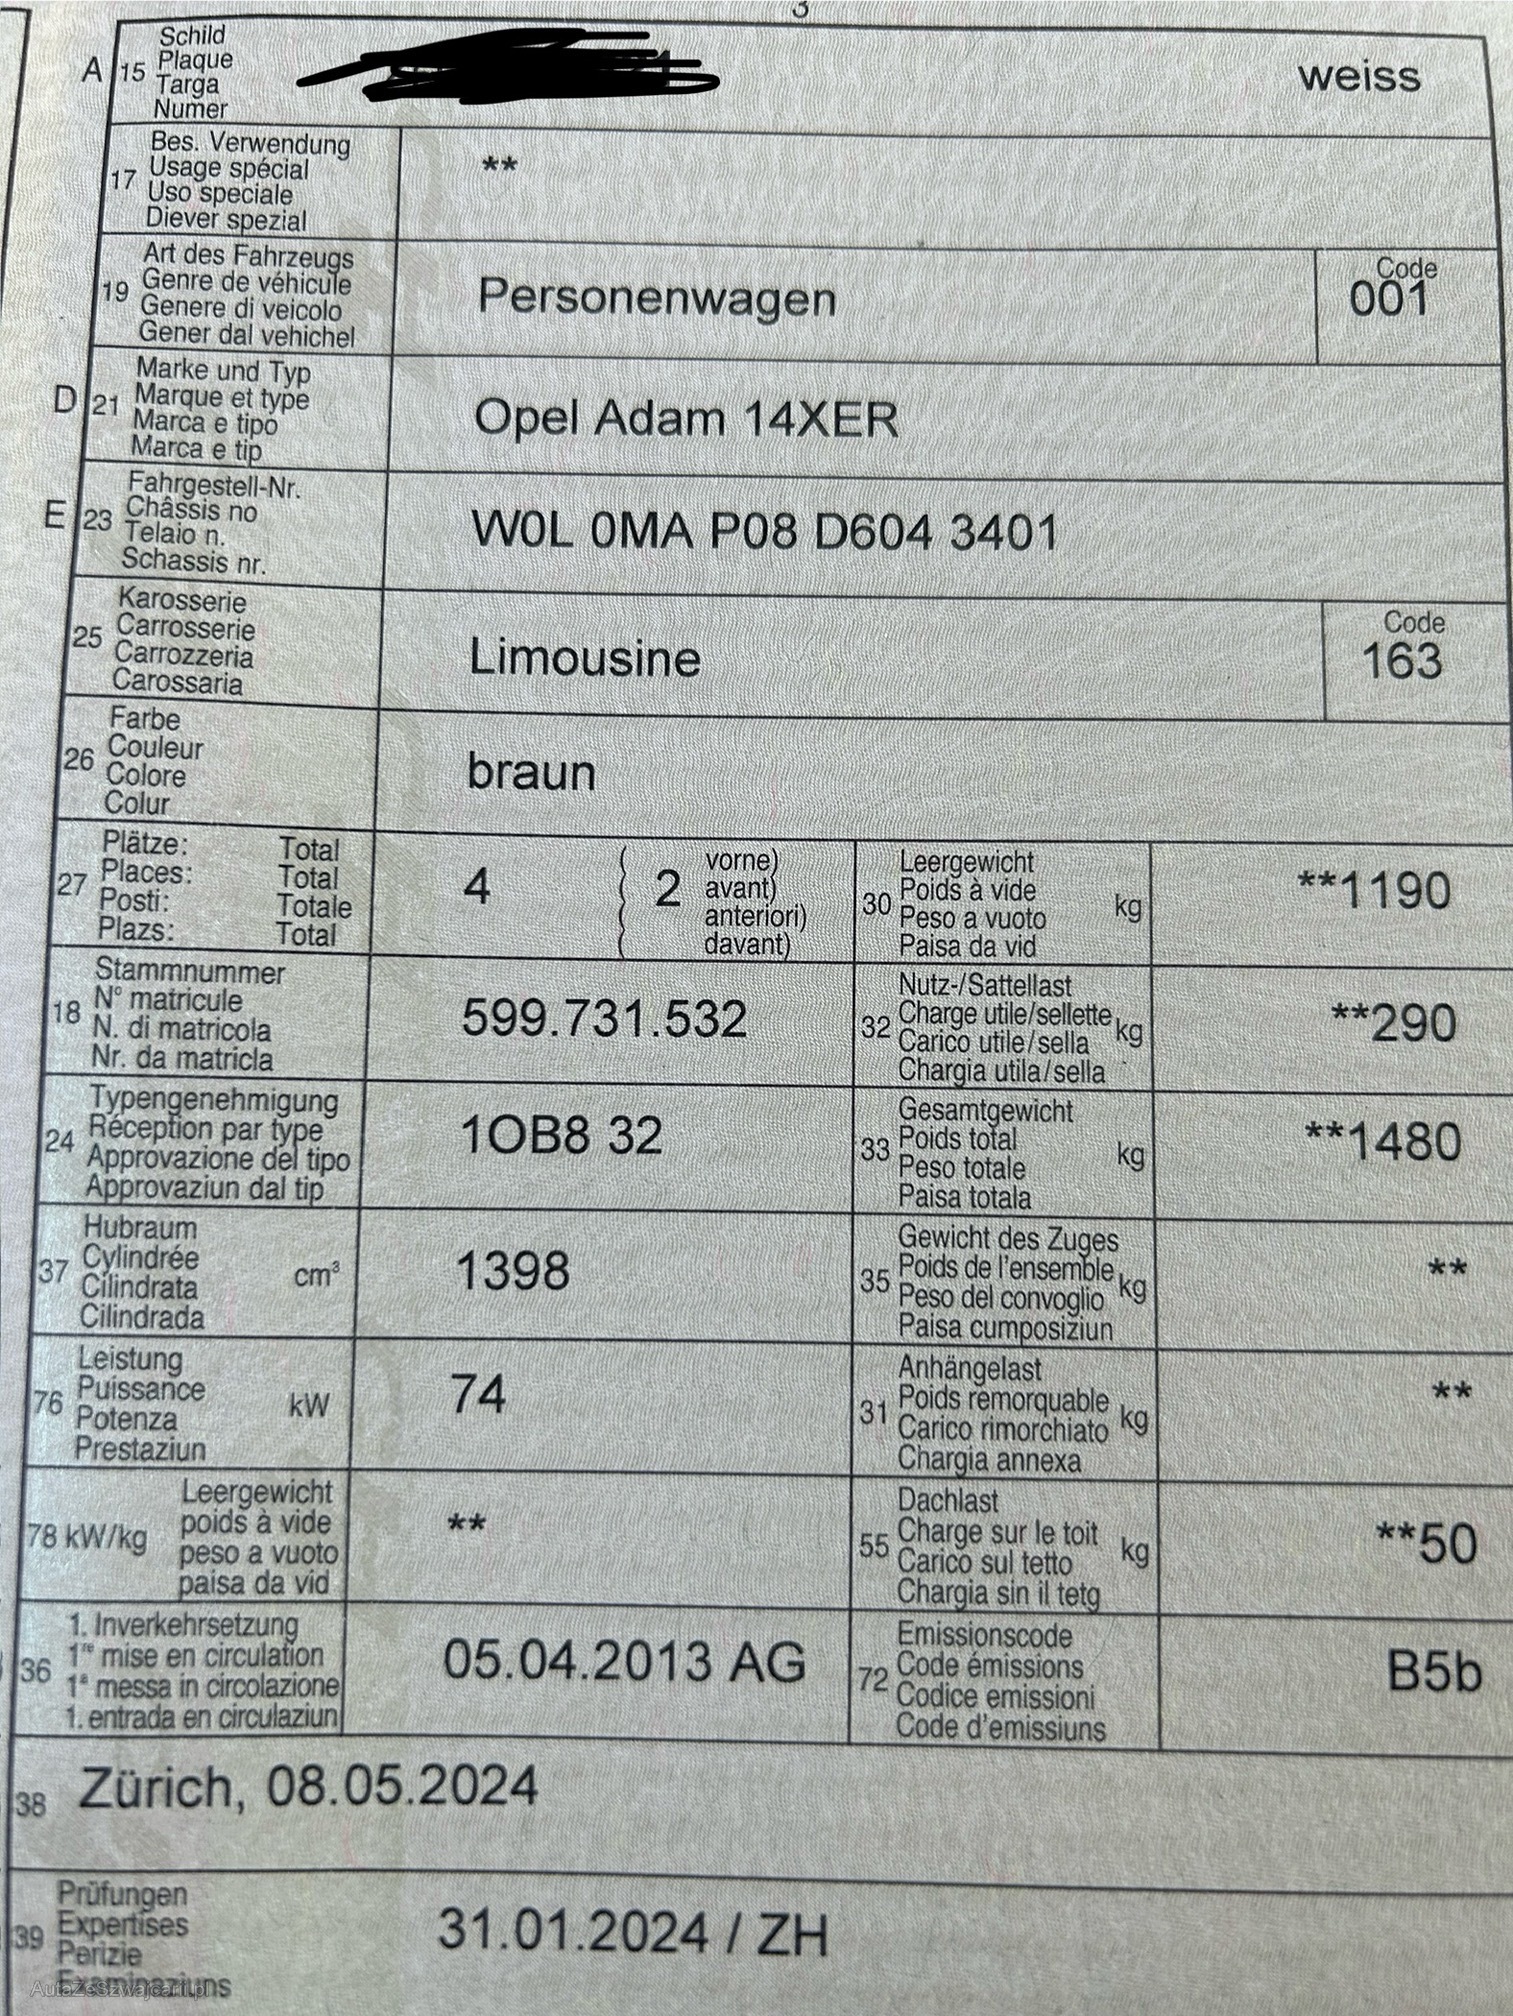 3
A 15 Schild
Plaque
Targa
Numer
weiss
17 Bes. Verwendung
Usage spécial
Uso speciale
Diever spezial
**
19 Art des Fahrzeugs
Genre de véhicule
Genere di veicolo
Gener dal vehichel
Personenwagen
Code
001
D 21 Marke und Typ
Marque et type
Marca e tipo
Marca e tip
Opel Adam 14XER
E 23 Fahrgestell-Nr.
Châssis no
Telaio n.
Schassis nr.
W0L 0MA P08 D604 3401
25 Karosserie
Carrosserie
Carrozzeria
Carossaria
Limousine
Code
163
26 Farbe
Couleur
Colore
Colur
braun
27 Plätze: Total
Places: Total
Posti: Totale
Plazs: Total
4 ( 2 vorne)
( avant)
( anteriori)
( davant)
30 Leergewicht
Poids à vide
Peso a vuoto
Paisa da vid
kg
**1190
18 Stammnummer
N° matricule
N. di matricola
Nr. da matricla
599.731.532
32 Nutz-/Sattellast
Charge utile/sellette
Carico utile/sella
Chargia utila/sella
kg
**290
24 Typengenehmigung
Réception par type
Approvazione del tipo
Approvaziun dal tip
1OB8 32
33 Gesamtgewicht
Poids total
Peso totale
Paisa totala
kg
**1480
37 Hubraum
Cylindrée
Cilindrata
Cilindrada
cm³
1398
35 Gewicht des Zuges
Poids de l'ensemble
Peso del convoglio
Paisa cumposiziun
kg
**
76 Leistung
Puissance
Potenza
Prestaziun
kW
74
31 Anhängelast
Poids remorquable
Carico rimorchiato
Chargia annexa
kg
**
78 kW/kg Leergewicht
poids à vide
peso a vuoto
paisa da vid
**
55 Dachlast
Charge sur le toit
Carico sul tetto
Chargia sin il tetg
kg
**50
36 1. Inverkehrsetzung
1re mise en circulation
1a messa in circolazione
1. entrada en circulaziun
05.04.2013 AG
72 Emissionscode
Code émissions
Codice emissioni
Code d'emissiuns
B5b
38 Zürich, 08.05.2024
39 Prüfungen
Expertises
Perizie
Examinaziuns
31.01.2024 / ZH
AutaZeSzwajcarii.pl